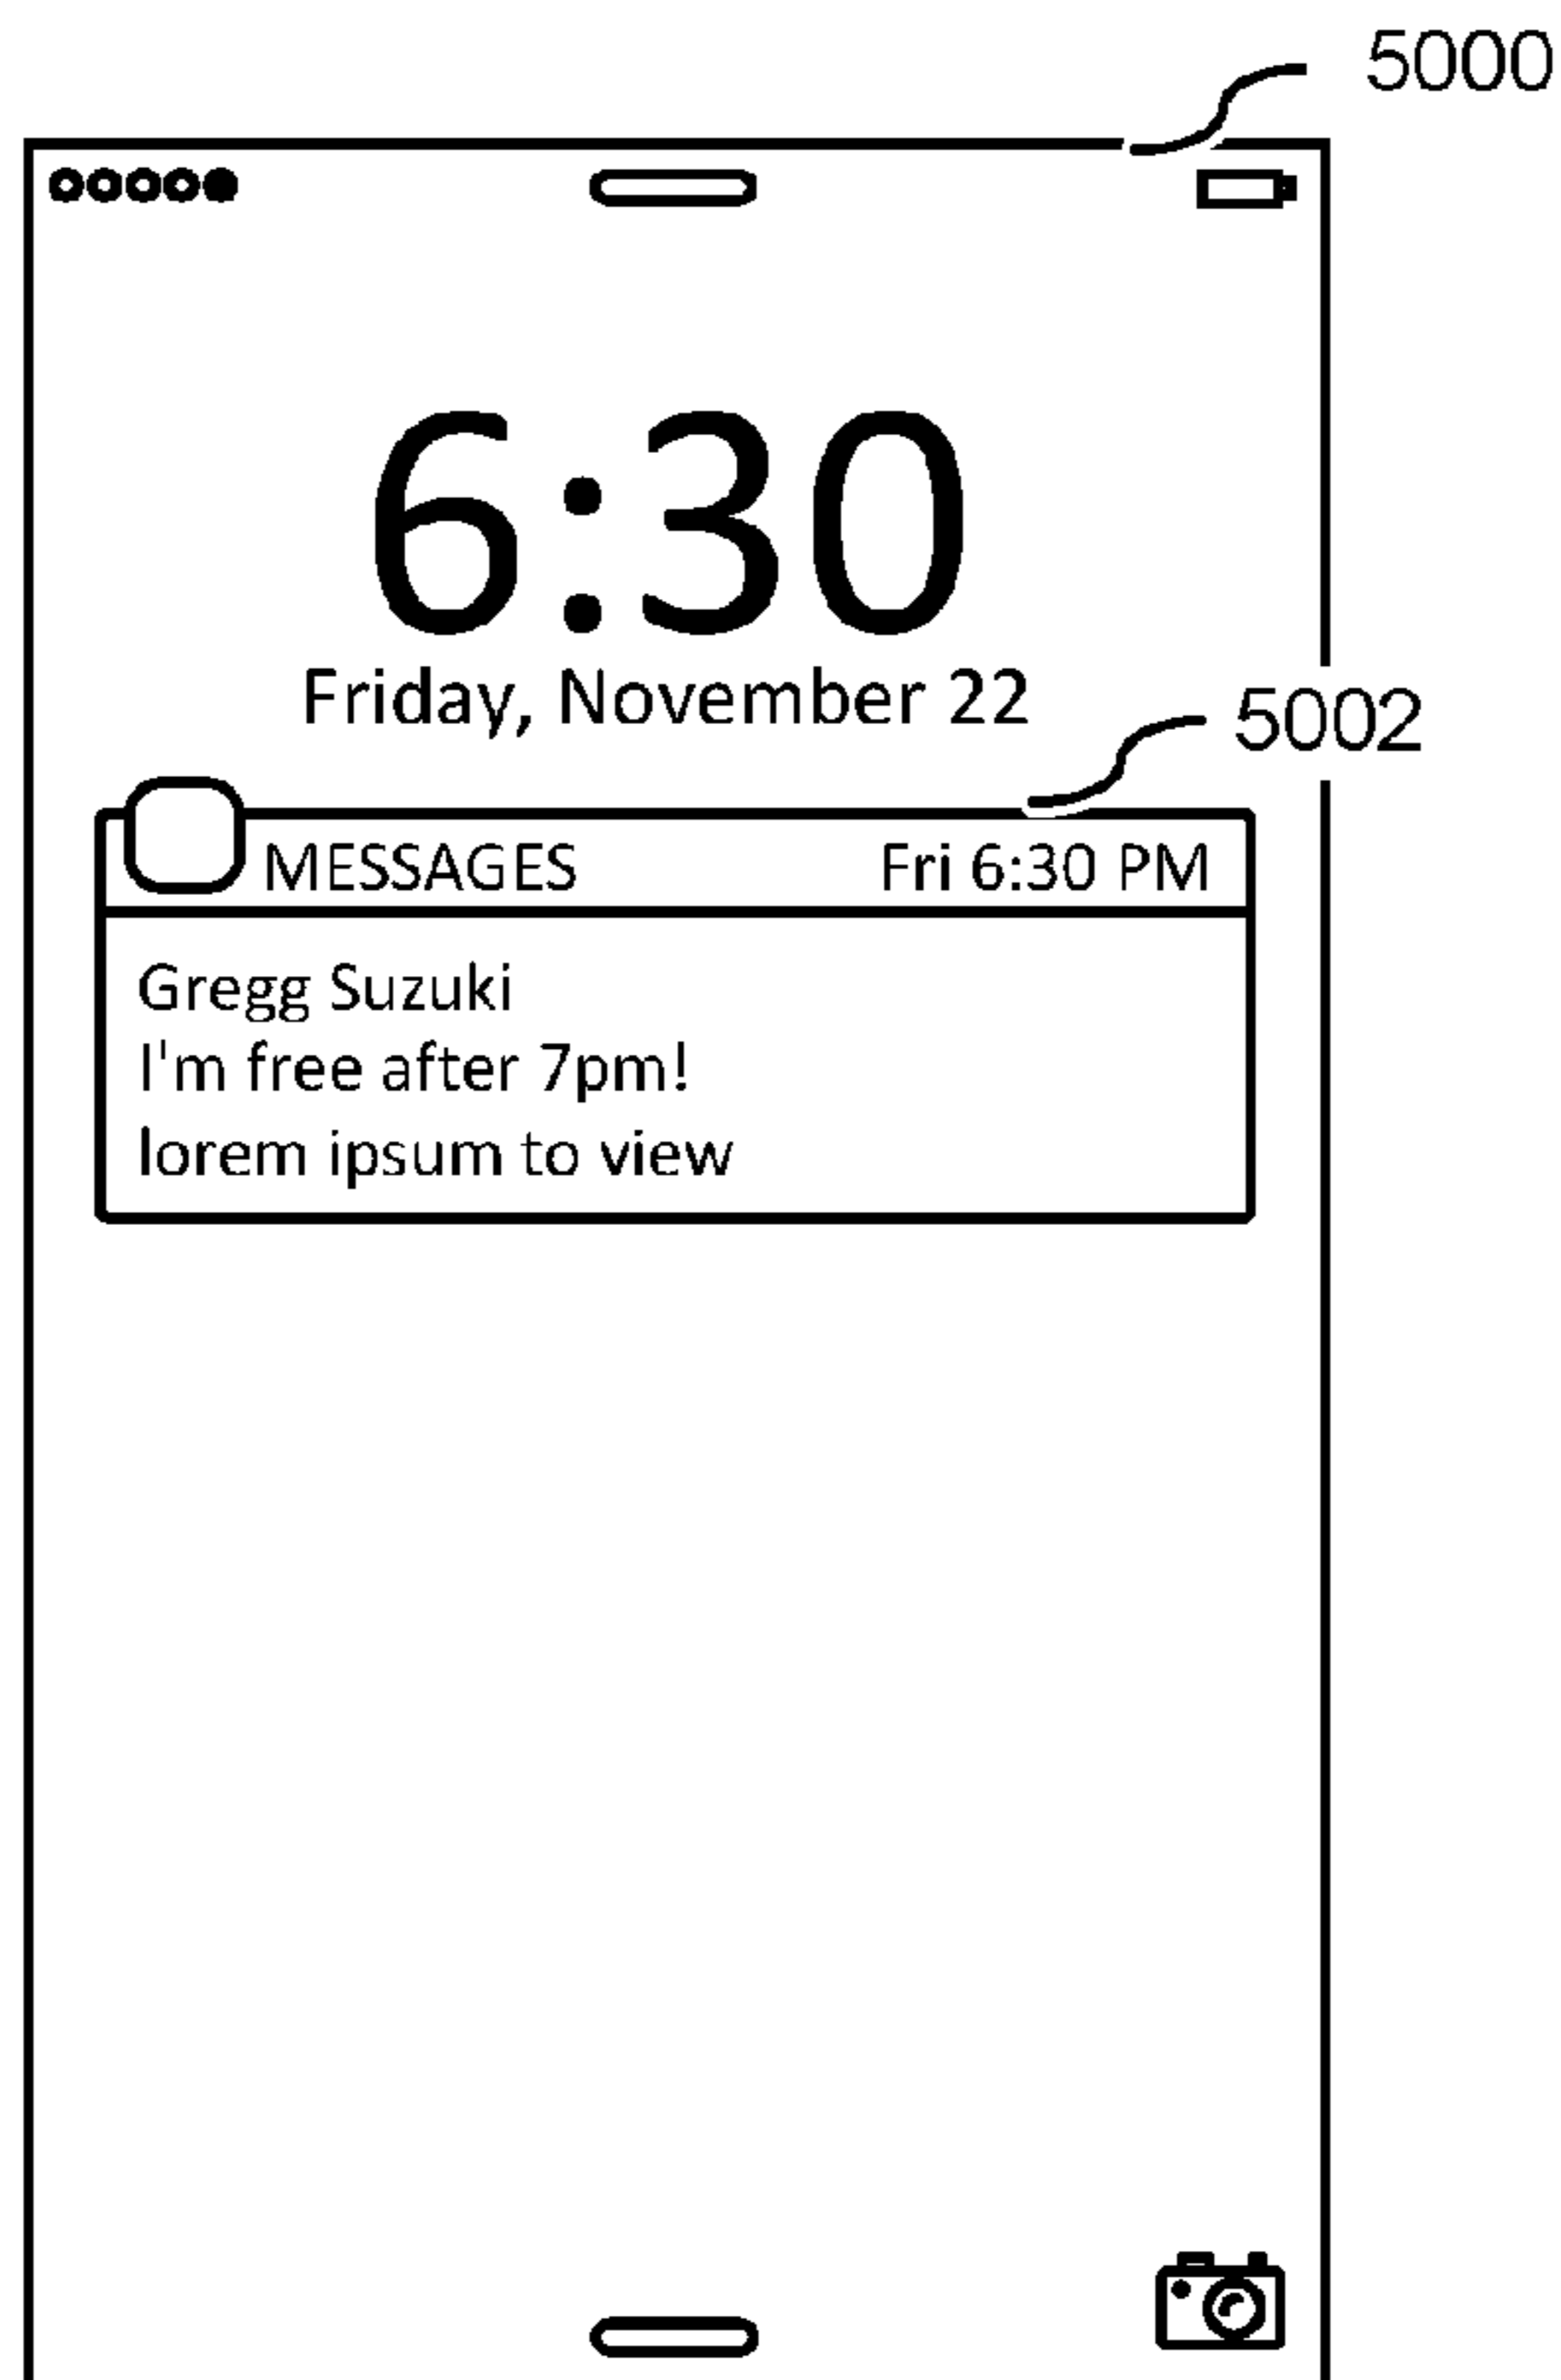 5000
6:30
Friday, November 22
5002
MESSAGES Fri 6:30 PM
Gregg Suzuki
I'm free after 7pm!
lorem ipsum to view